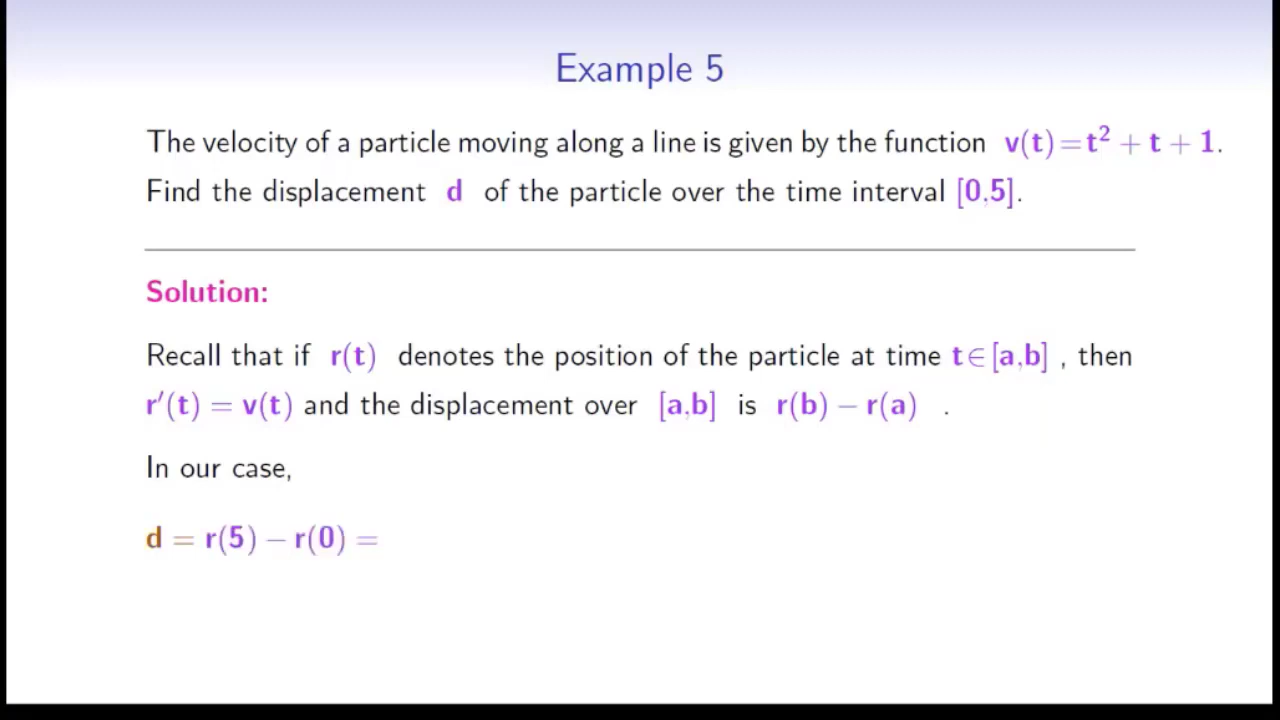 Example 5
The velocity of a particle moving along a line is given by the function v(t)=t² + t + 1.
Find the displacement d of the particle over the time interval [0,5].
Solution:
Recall that if r(t) denotes the position of the particle at time t∈[a,b] , then
r′(t) = v(t) and the displacement over [a,b] is r(b) − r(a) .
In our case,
d = r(5) − r(0) =